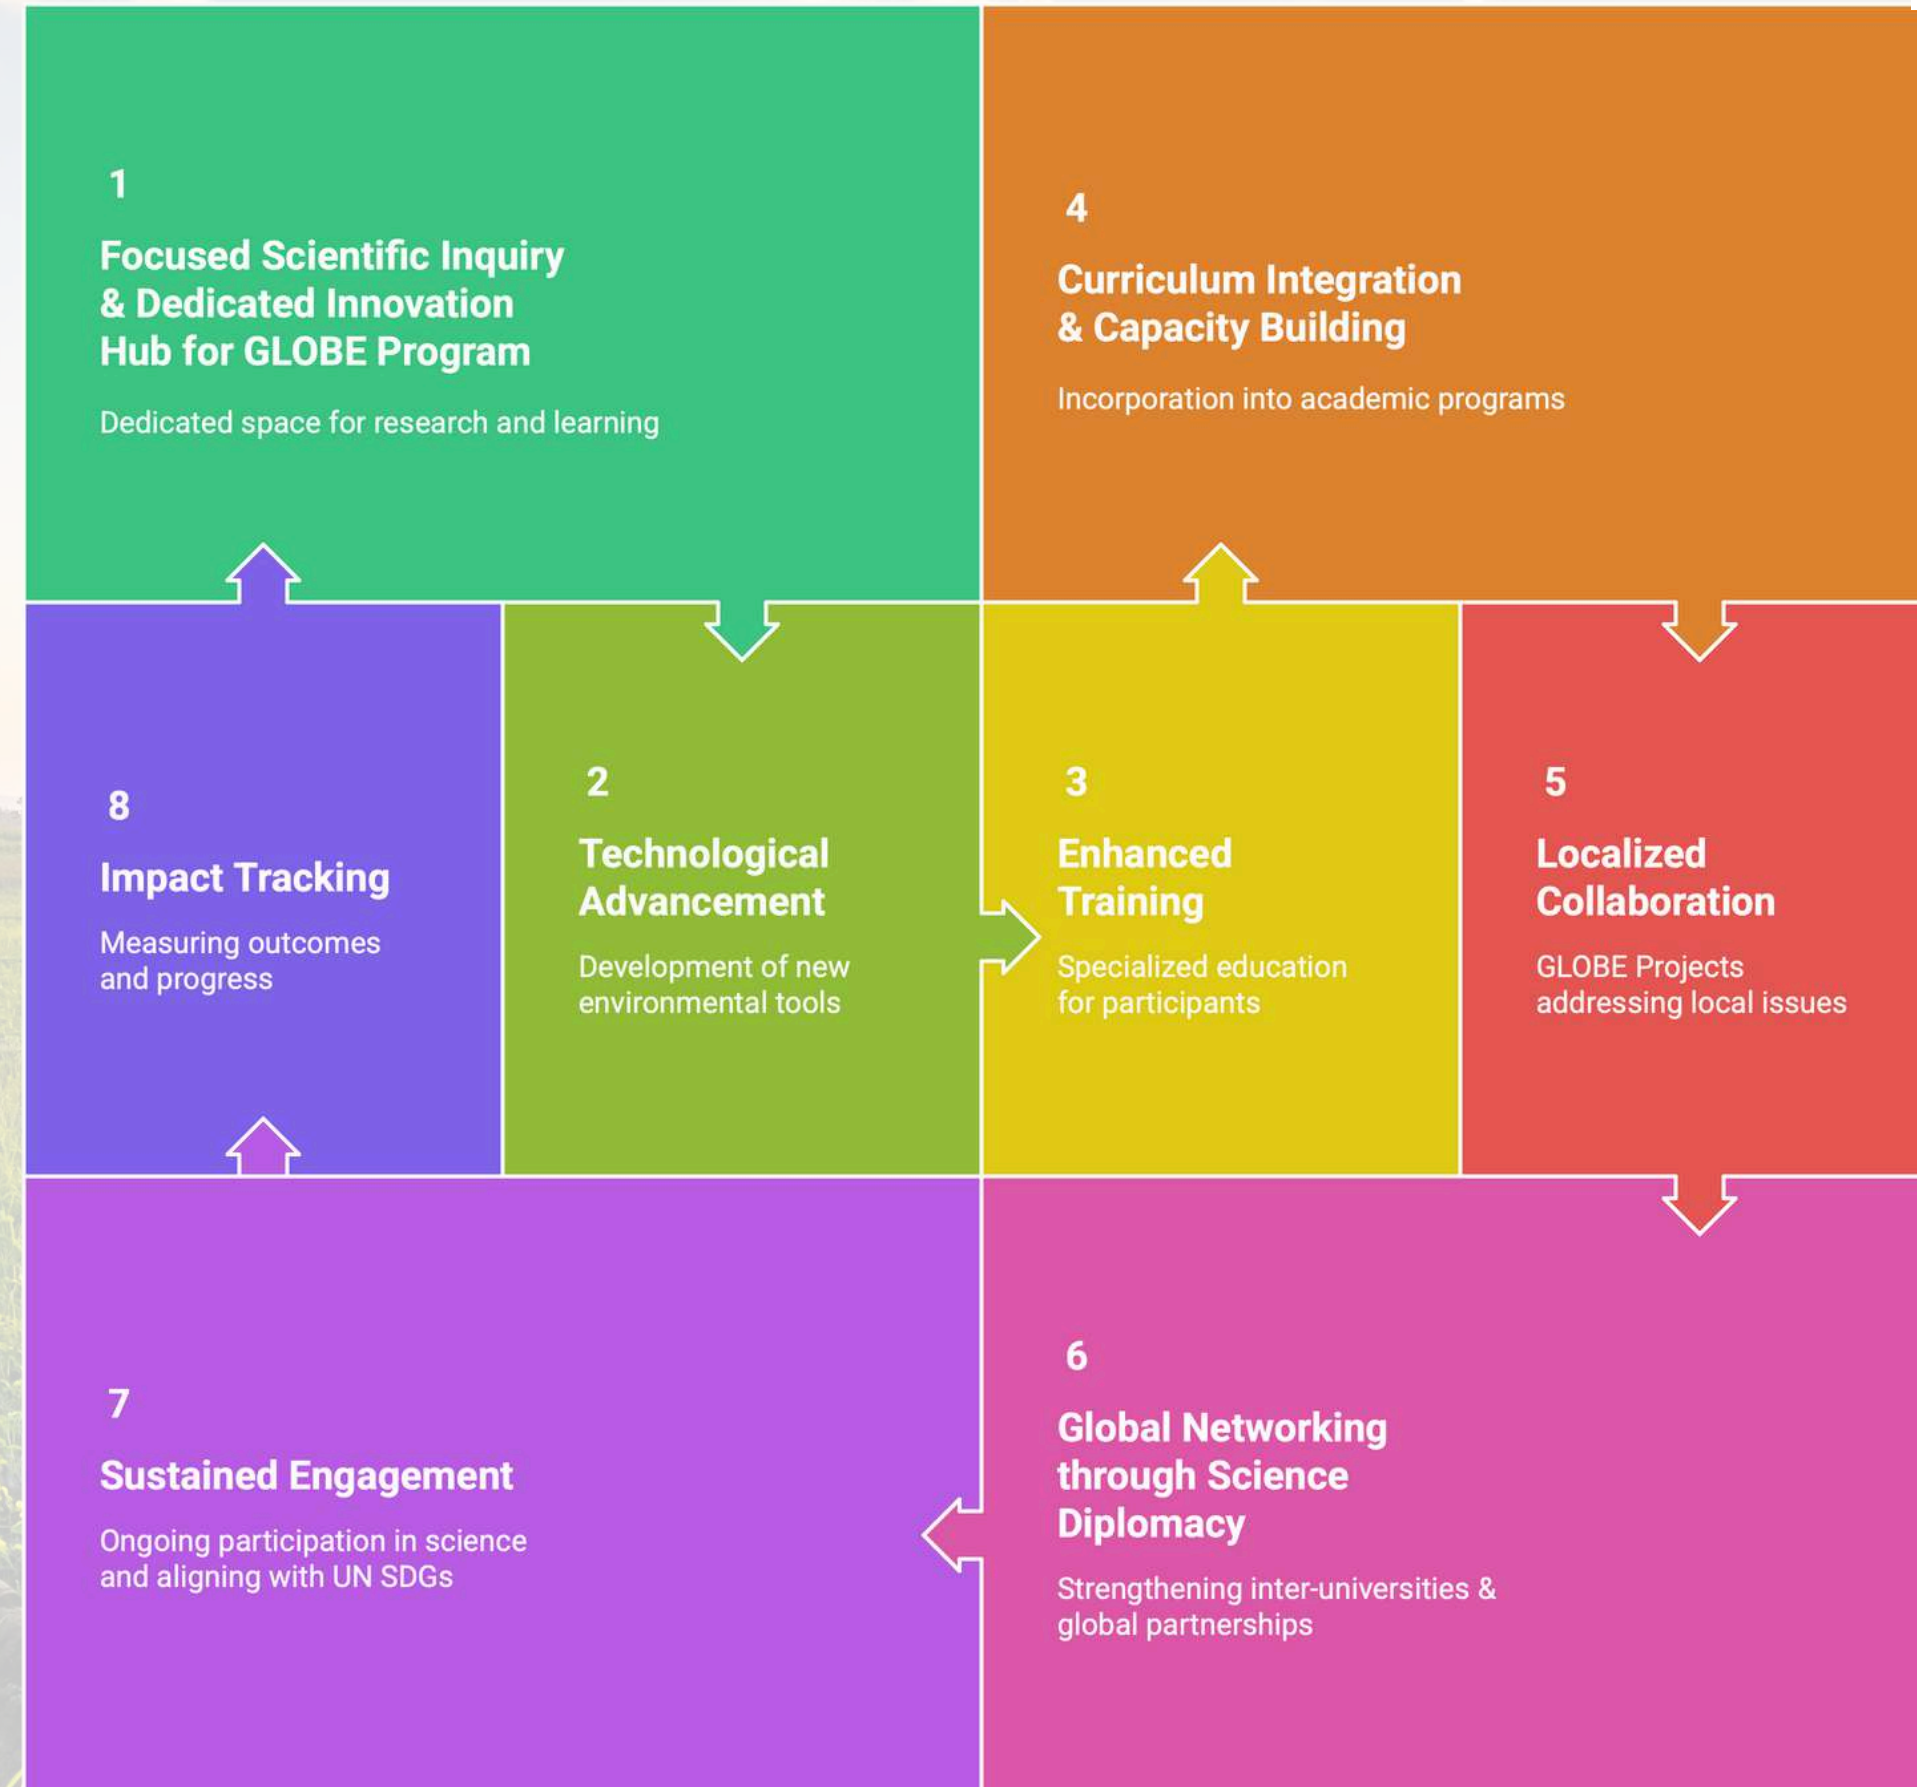 1
Focused Scientific Inquiry
& Dedicated Innovation
Hub for GLOBE Program
Dedicated space for research and learning
4
Curriculum Integration
& Capacity Building
Incorporation into academic programs
8
Impact Tracking
Measuring outcomes
and progress
2
Technological
Advancement
Development of new
environmental tools
3
Enhanced
Training
Specialized education
for participants
5
Localized
Collaboration
GLOBE Projects
addressing local issues
7
Sustained Engagement
Ongoing participation in science
and aligning with UN SDGs
6
Global Networking
through Science
Diplomacy
Strengthening inter-universities &
global partnerships